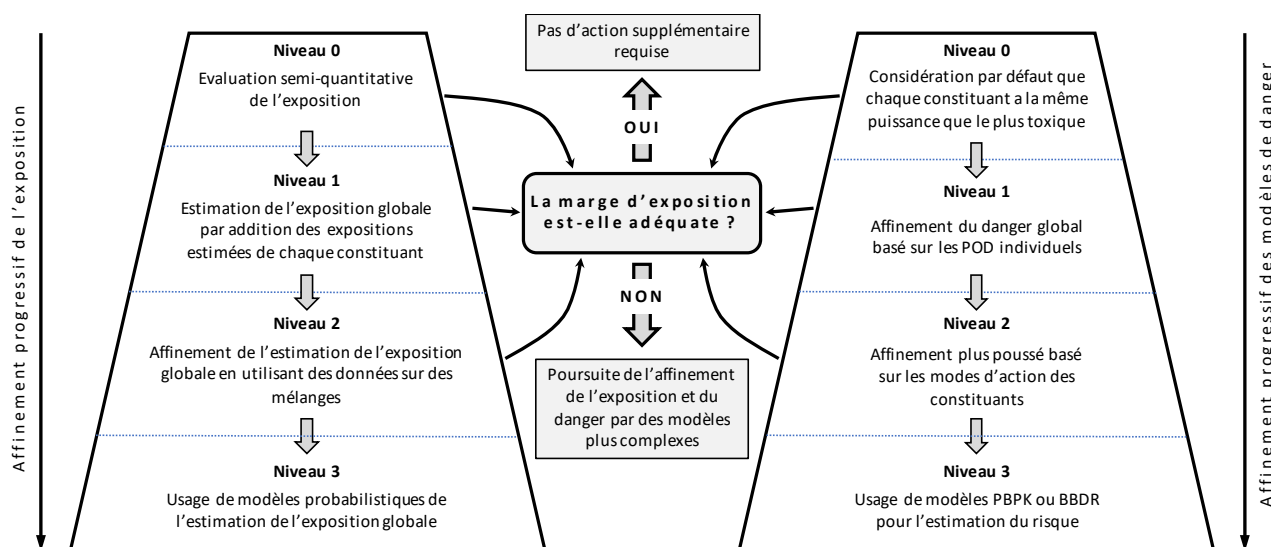 Affinement progressif de l'exposition
Niveau 0
Evaluation semi-quantitative
de l'exposition
Niveau 1
Estimation de l'exposition globale
par addition des expositions
estimées de chaque constituant
Niveau 2
Affinement de l'estimation de l'exposition
globale en utilisant des données sur des
mélanges
Niveau 3
Usage de modèles probabilistiques de
l'estimation de l'exposition globale
Pas d'action supplémentaire
requise
OUI
La marge d'exposition
est-elle adéquate ?
NON
Poursuite de l'affinement
de l'exposition et du
danger par des modèles
plus complexes
Niveau 0
Considération par défaut que
chaque constituant a la même
puissance que le plus toxique
Niveau 1
Affinement du danger global
basé sur les POD individuels
Niveau 2
Affinement plus poussé basé
sur les modes d'action des
constituants
Niveau 3
Usage de modèles PBPK ou BBDR
pour l'estimation du risque
Affinement progressif des modèles de danger